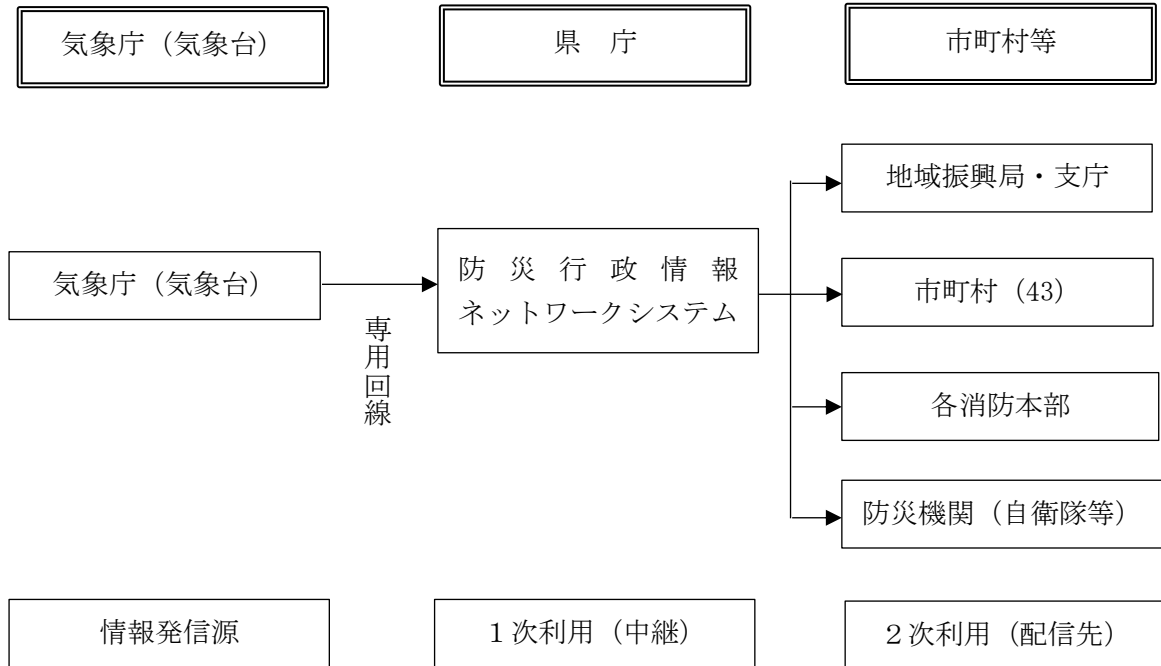 気象庁（気象台）
県　庁
市町村等
地域振興局・支庁
気象庁（気象台）
防災行政情報
ネットワークシステム
市町村（43）
専用回線
各消防本部
防災機関（自衛隊等）
情報発信源
１次利用（中継）
２次利用（配信先）